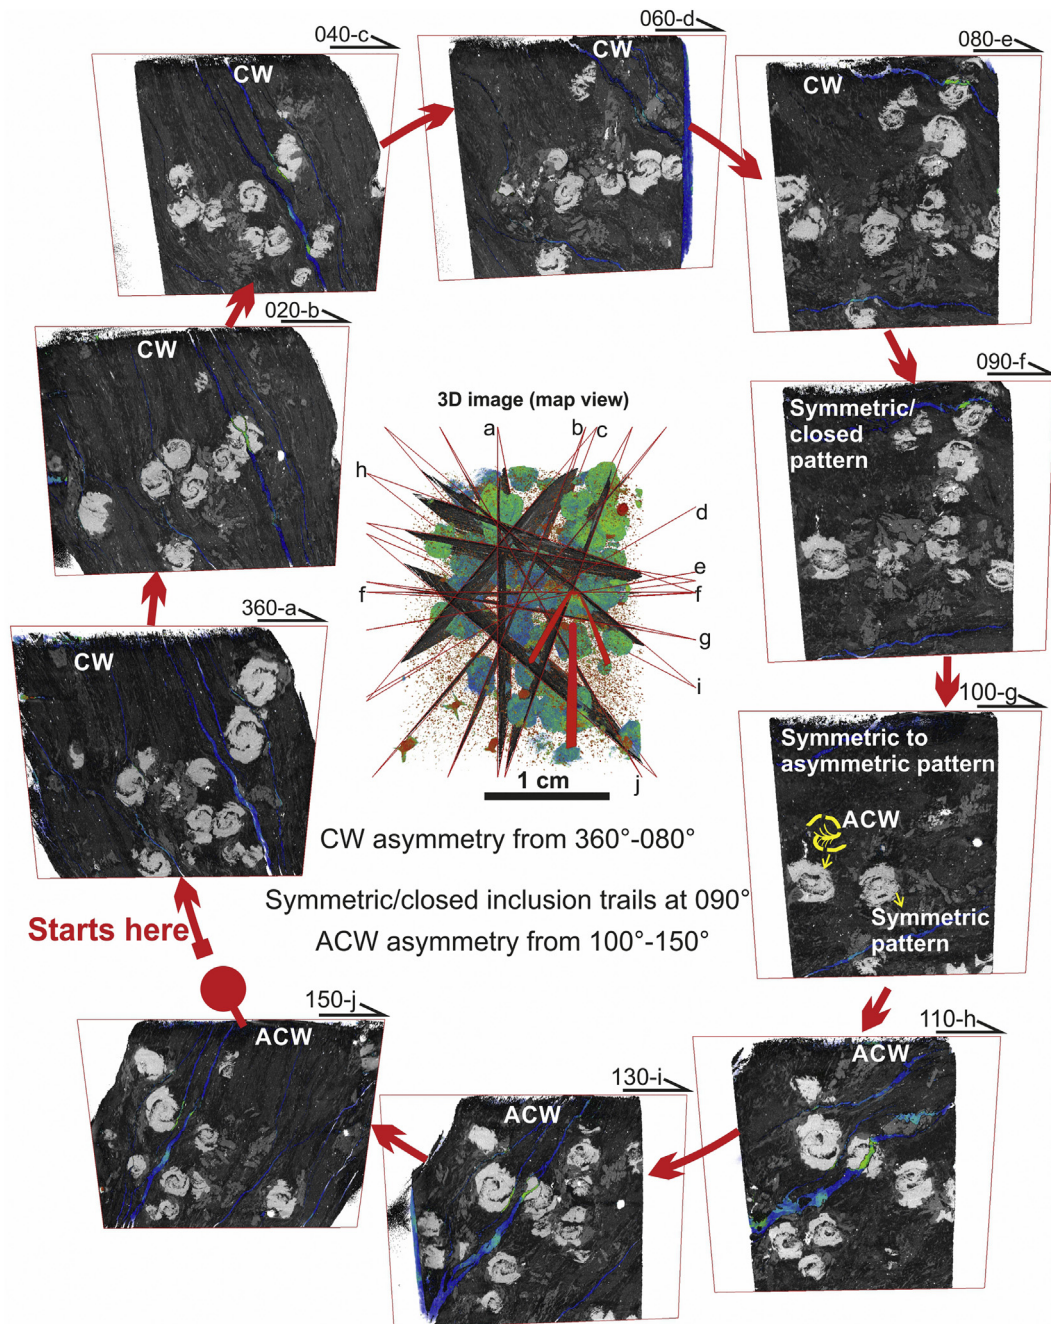 040-c
CW
060-d
CW
080-e
CW
020-b
CW
090-f
Symmetric/
closed
pattern
3D image (map view)
a
b
c
h
d
e
f
f
g
i
j
1 cm
360-a
CW
100-g
Symmetric to
asymmetric pattern
ACW
Symmetric
pattern
CW asymmetry from 360°-080°
Symmetric/closed inclusion trails at 090°
ACW asymmetry from 100°-150°
Starts here
150-j
ACW
130-i
ACW
110-h
ACW